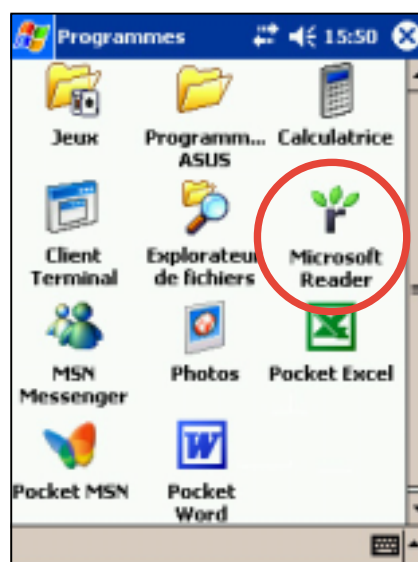 Programmes 15:50
Jeux Programm... Calculatrice
ASUS
Client Explorateur Microsoft
Terminal de fichiers Reader
MSN Photos Pocket Excel
Messenger
Pocket MSN Pocket
Word